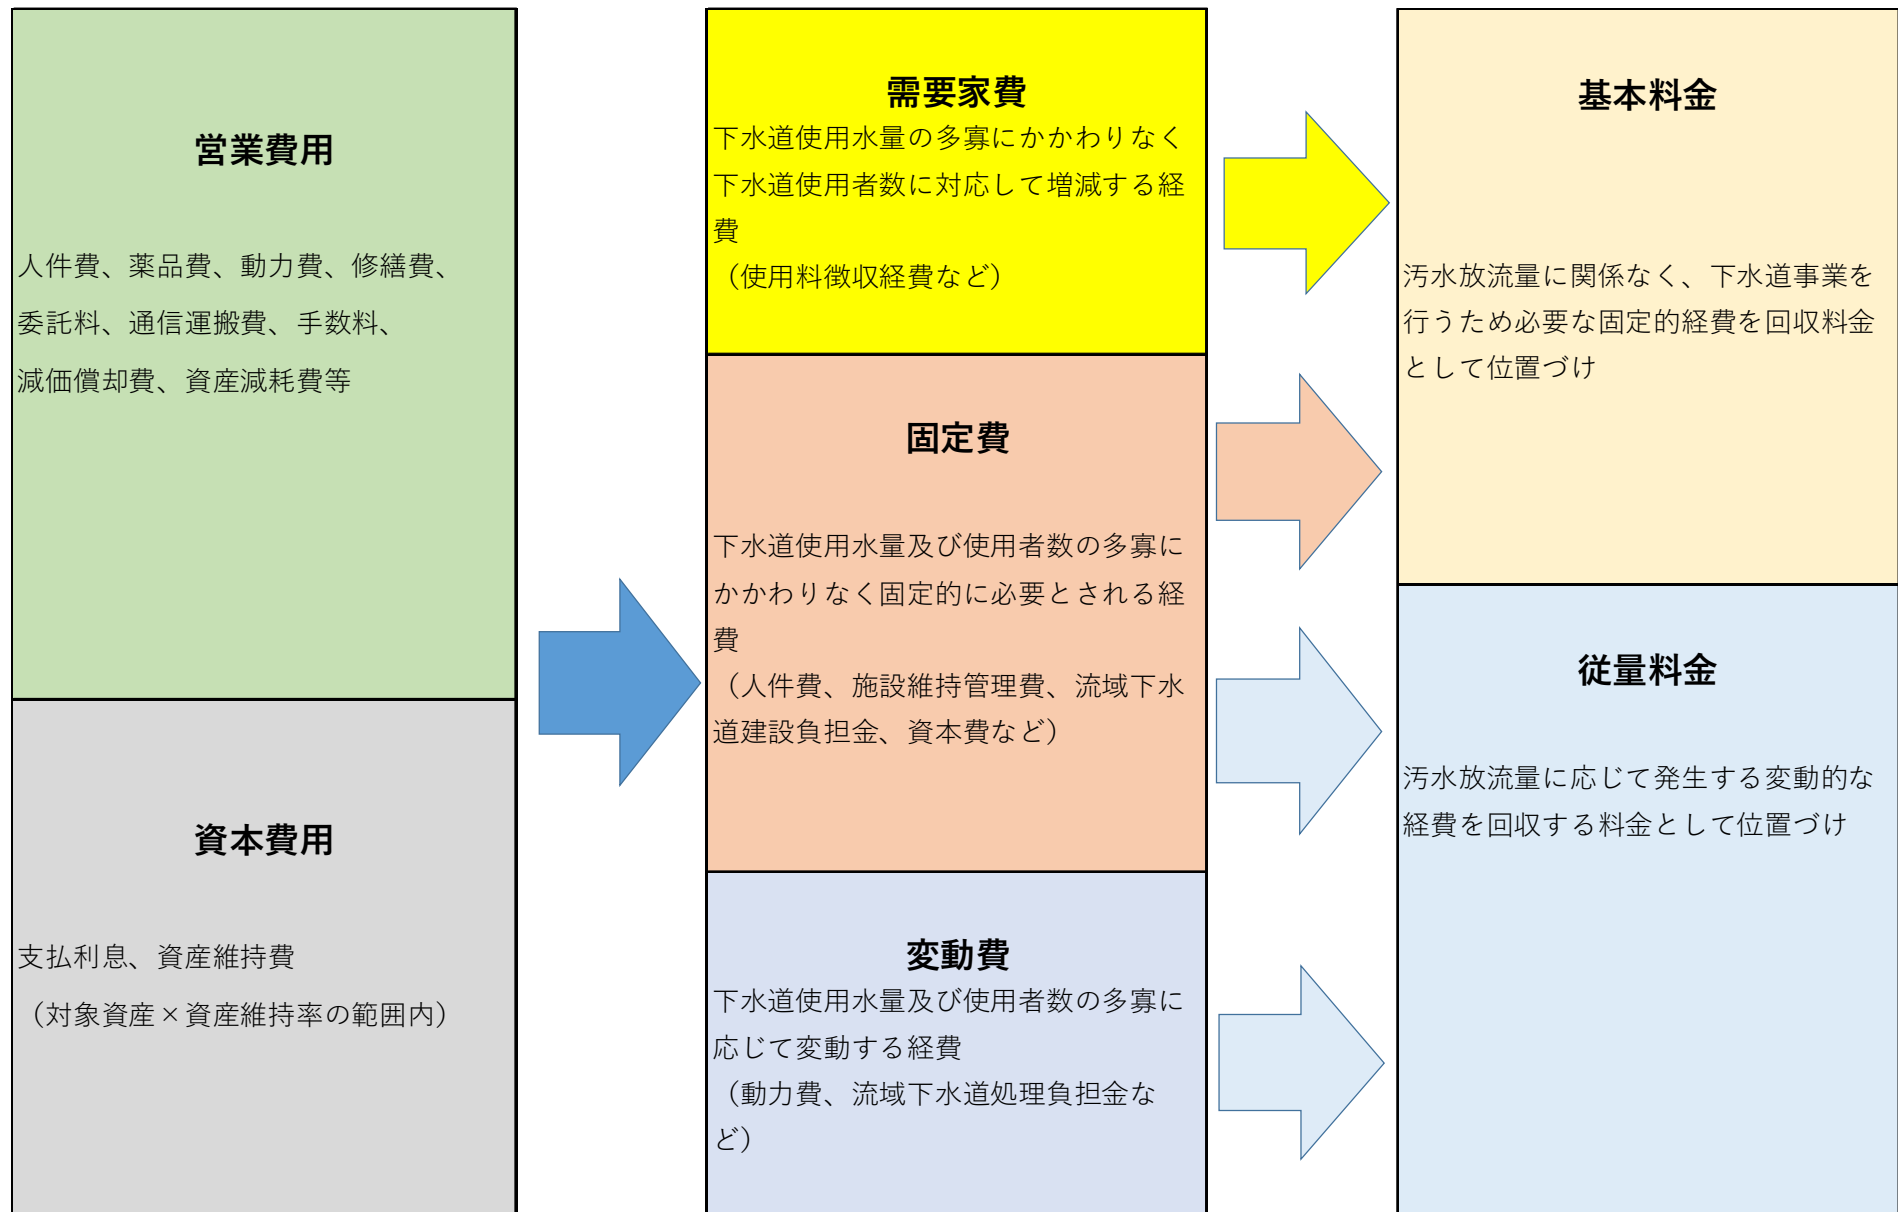 営業費用
人件費、薬品費、動力費、修繕費、
委託料、通信運搬費、手数料、
減価償却費、資産減耗費等
資本費用
支払利息、資産維持費
（対象資産×資産維持率の範囲内）
需要家費
下水道使用水量の多寡にかかわりなく
下水道使用者数に対応して増減する経
費
（使用料徴収経費など）
固定費
下水道使用水量及び使用者数の多寡に
かかわりなく固定的に必要とされる経
費
（人件費、施設維持管理費、流域下水
道建設負担金、資本費など）
変動費
下水道使用水量及び使用者数の多寡に
応じて変動する経費
（動力費、流域下水道処理負担金な
ど）
基本料金
汚水放流量に関係なく、下水道事業を
行うため必要な固定的経費を回収料金
として位置づけ
従量料金
汚水放流量に応じて発生する変動的な
経費を回収する料金として位置づけ